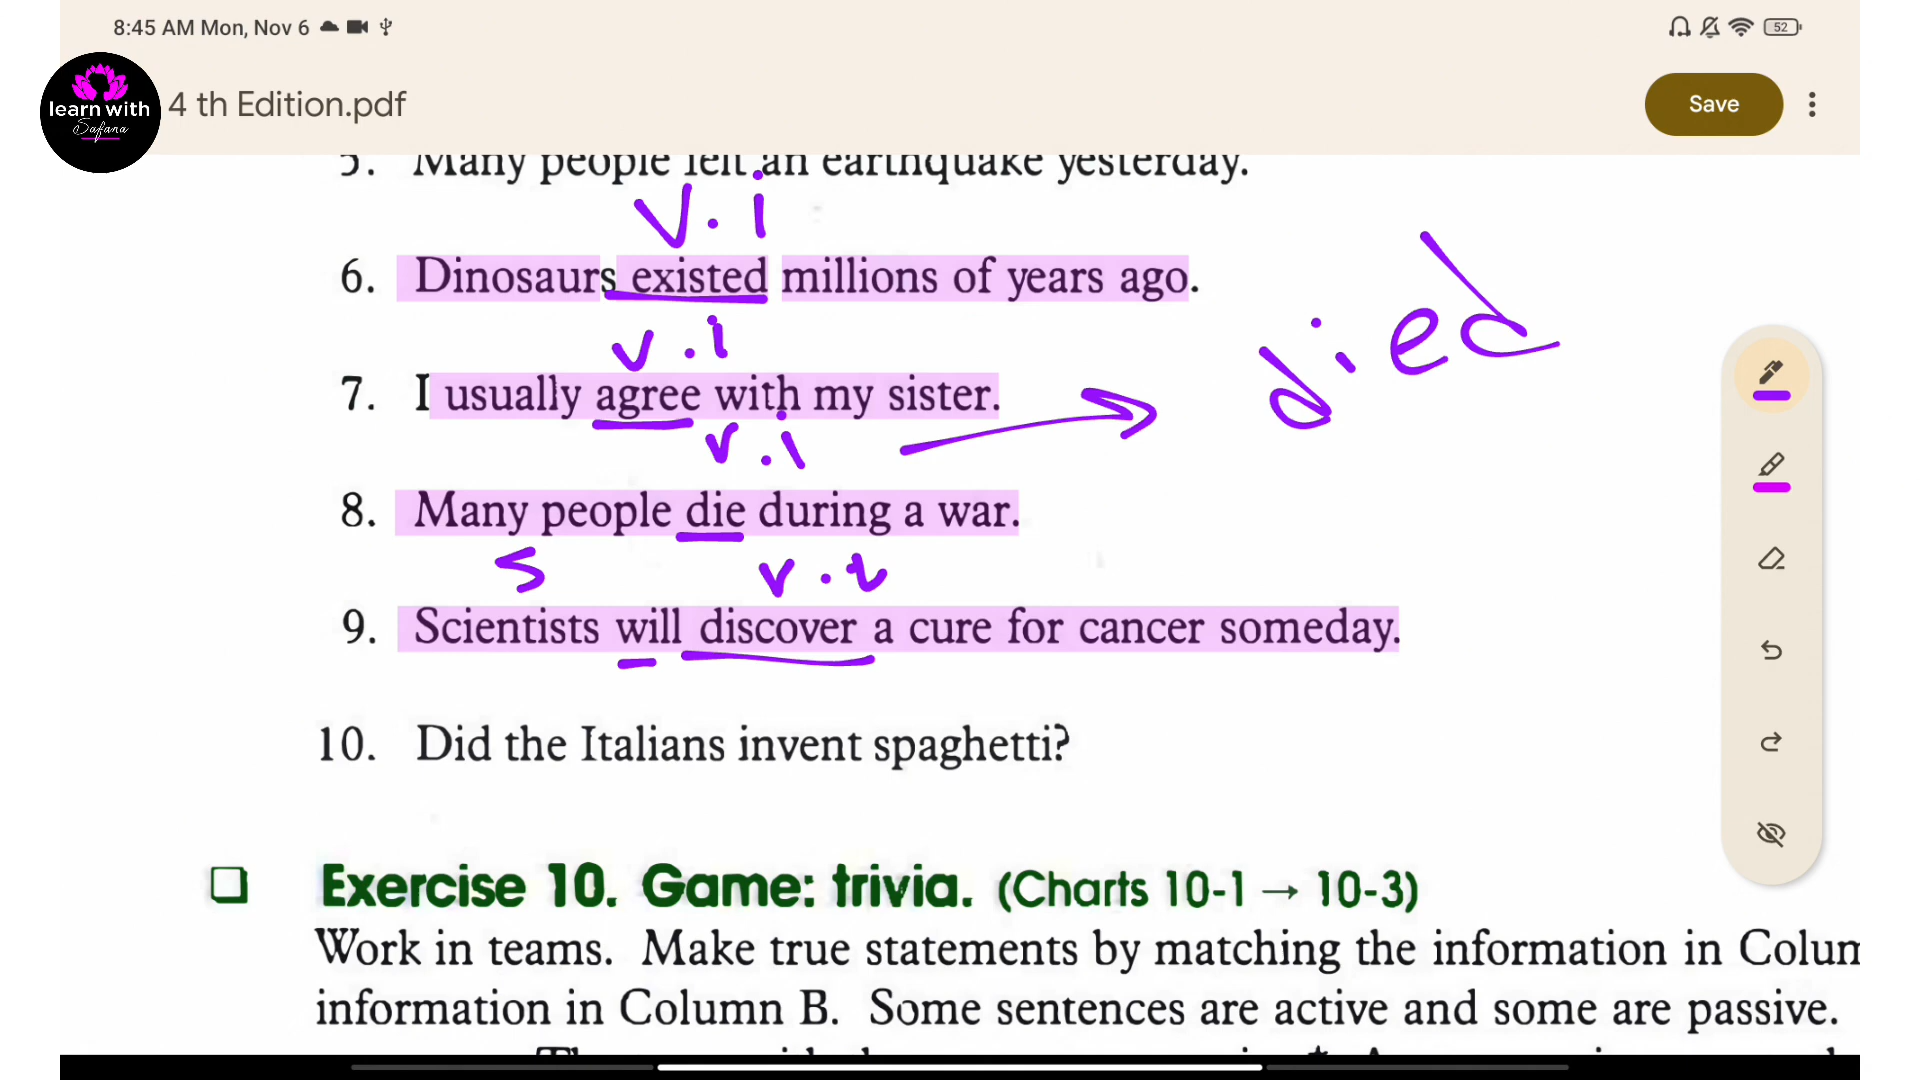 8:45 AM Mon, Nov 6
52
learn with
Safana
4 th Edition.pdf
Save
5. Many people felt an earthquake yesterday.
v.i
6. Dinosaurs existed millions of years ago.
v.i
died
7. I usually agree with my sister.
v.i
8. Many people die during a war.
s v.
9. Scientists will discover a cure for cancer someday.
10. Did the Italians invent spaghetti?
Exercise 10. Game: trivia. (Charts 10-1 → 10-3)
Work in teams. Make true statements by matching the information in Colum
information in Column B. Some sentences are active and some are passive.